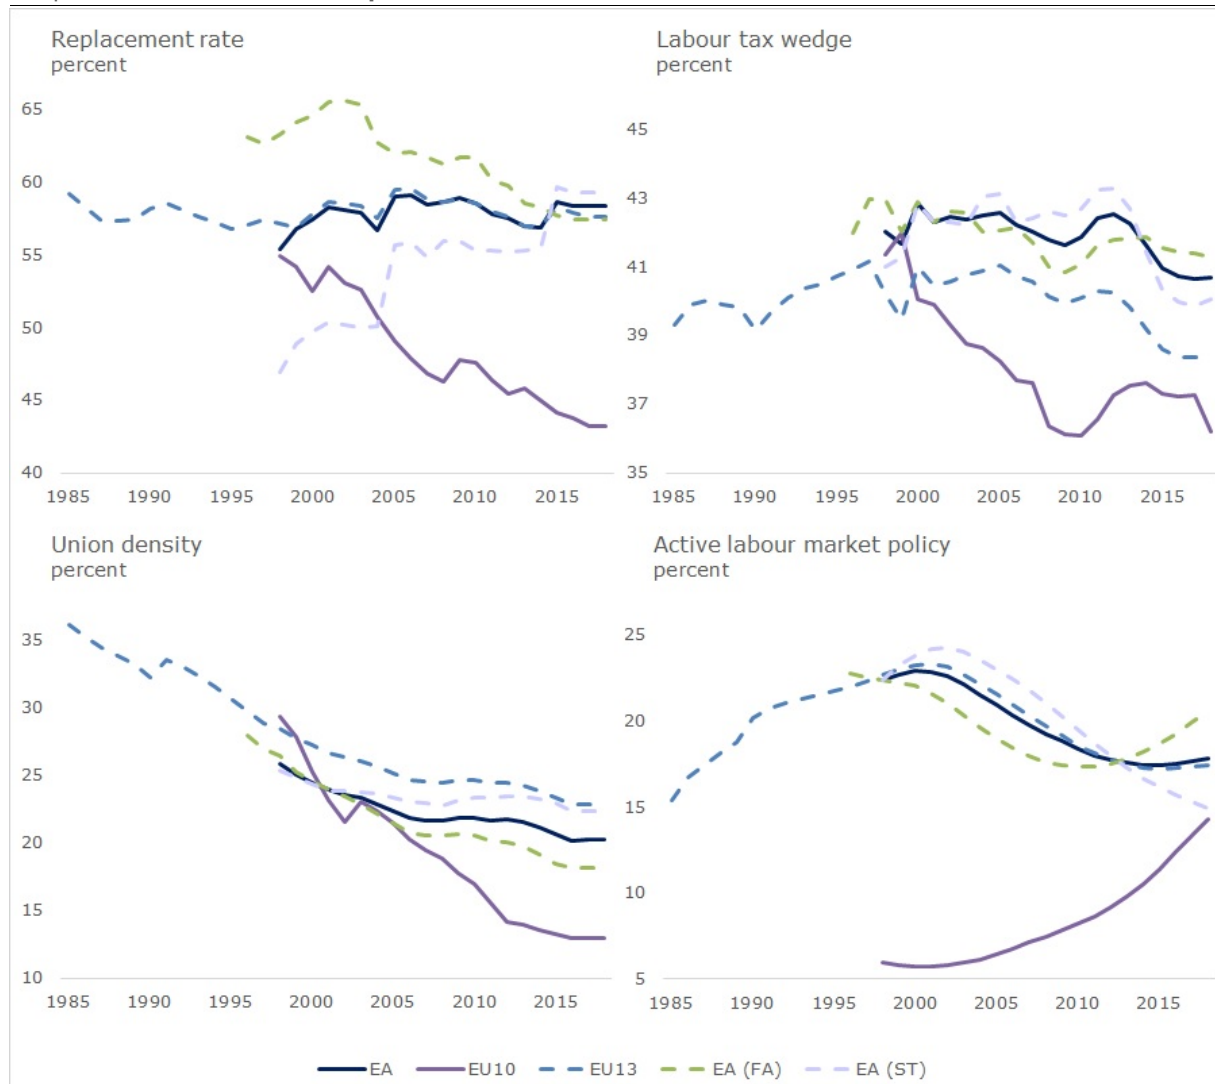 Replacement rate
percent
65
60
55
50
45
40
1985 1990 1995 2000 2005 2010 2015
Labour tax wedge
percent
45
43
41
39
37
35
1985 1990 1995 2000 2005 2010 2015
Union density
percent
35
30
25
20
15
10
1985 1990 1995 2000 2005 2010 2015
Active labour market policy
percent
25
20
15
10
5
1985 1990 1995 2000 2005 2010 2015
EA EU10 EU13 EA (FA) EA (ST)